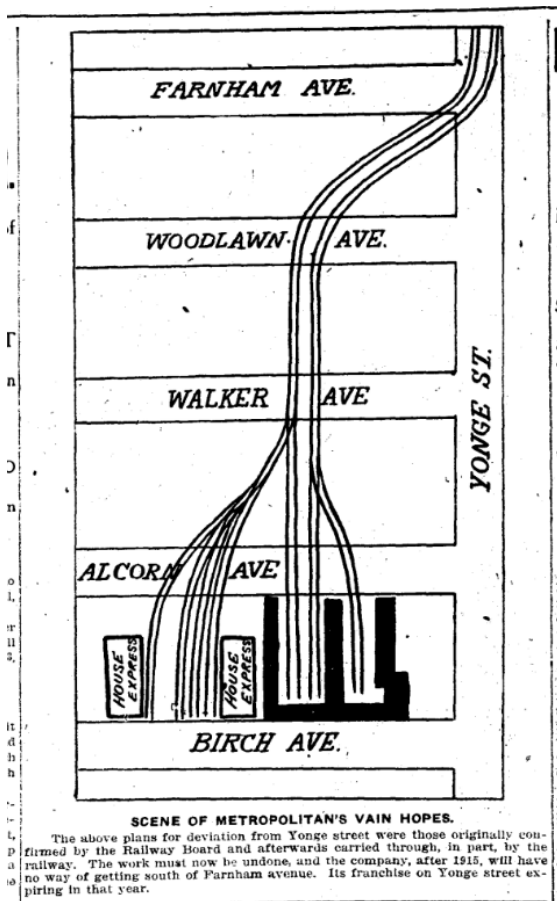 FARNHAM AVE.
WOODLAWN. AVE.
WALKER AVE
YONGE ST.
ALCORN AVE
HOUSE
EXPRESS
HOUSE
EXPRESS
BIRCH AVE.
SCENE OF METROPOLITAN'S VAIN HOPES.
The above plans for deviation from Yonge street were those originally con-
firmed by the Railway Board and afterwards carried through, in part, by the
railway. The work must now be undone, and the company, after 1915, will have
no way of getting south of Farnham avenue. Its franchise on Yonge street ex-
piring in that year.